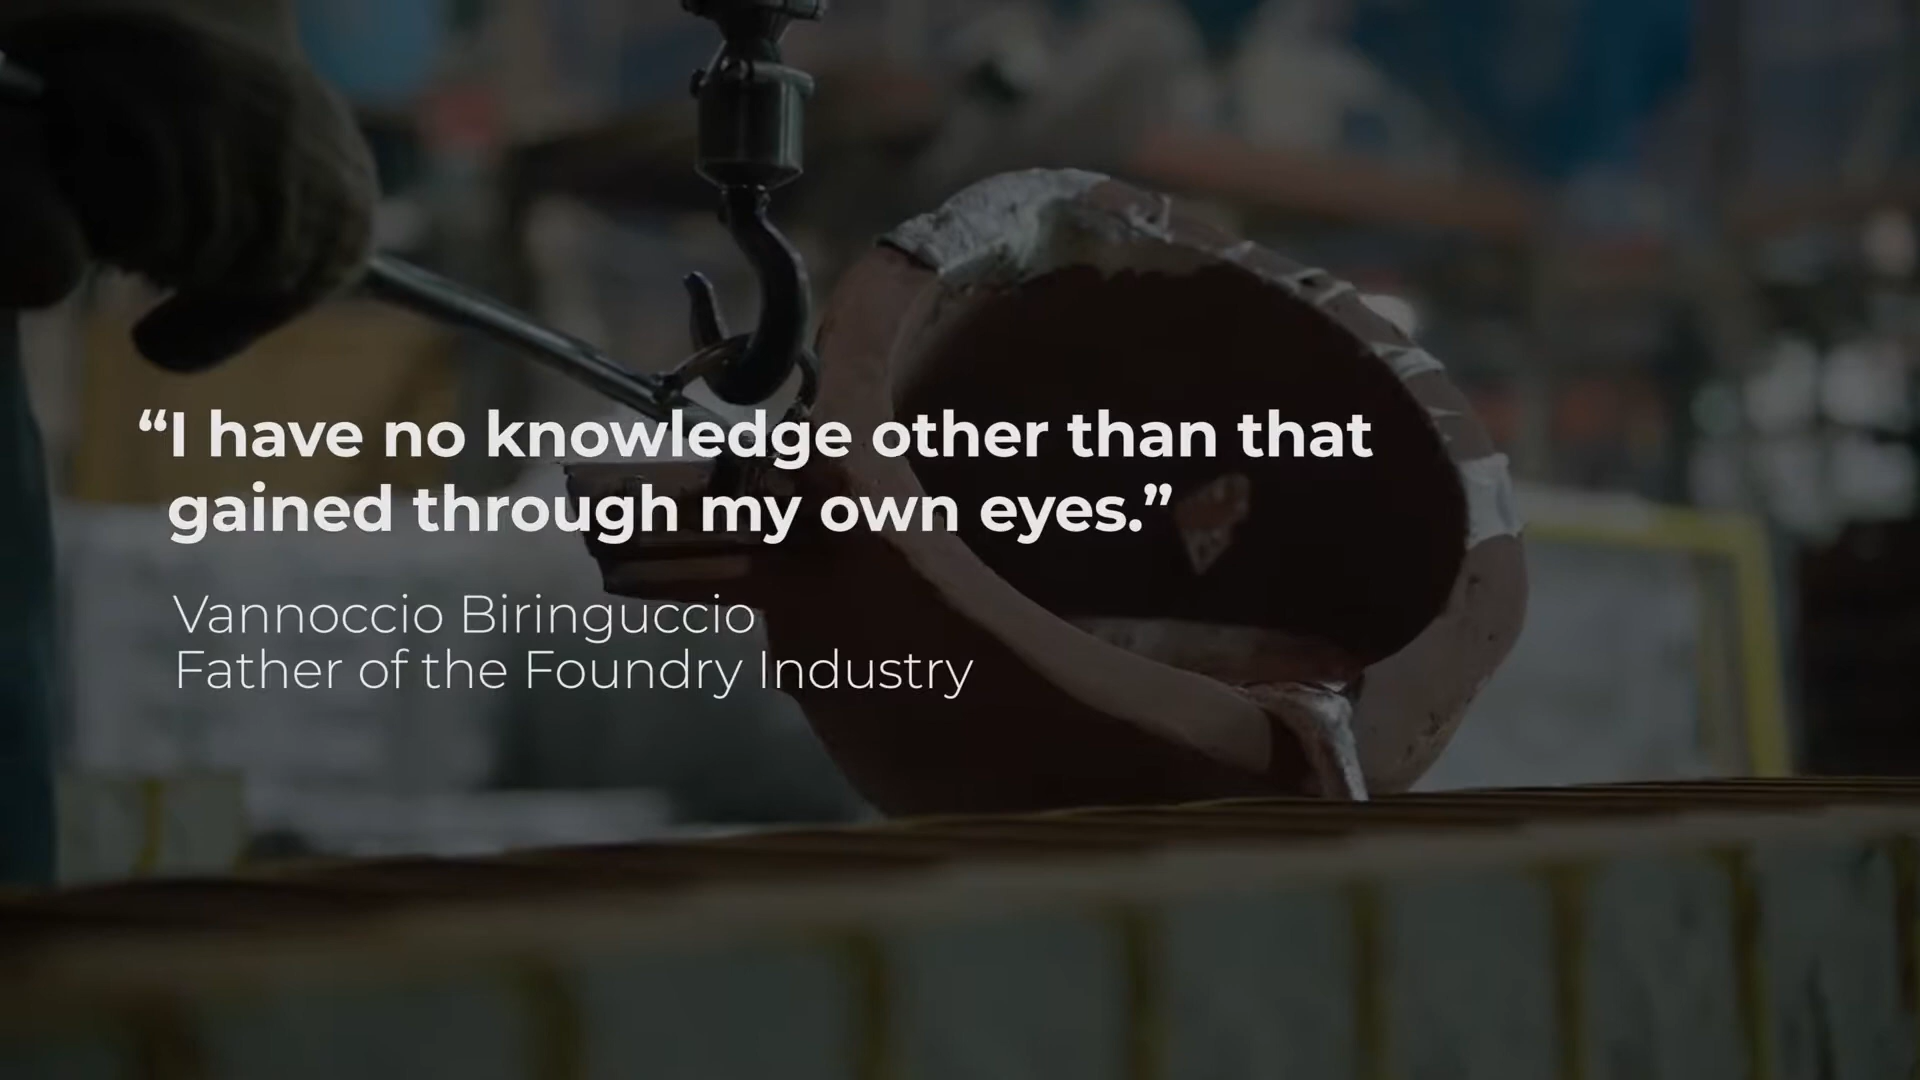 “I have no knowledge other than that
gained through my own eyes.”
Vannoccio Biringuccio
Father of the Foundry Industry